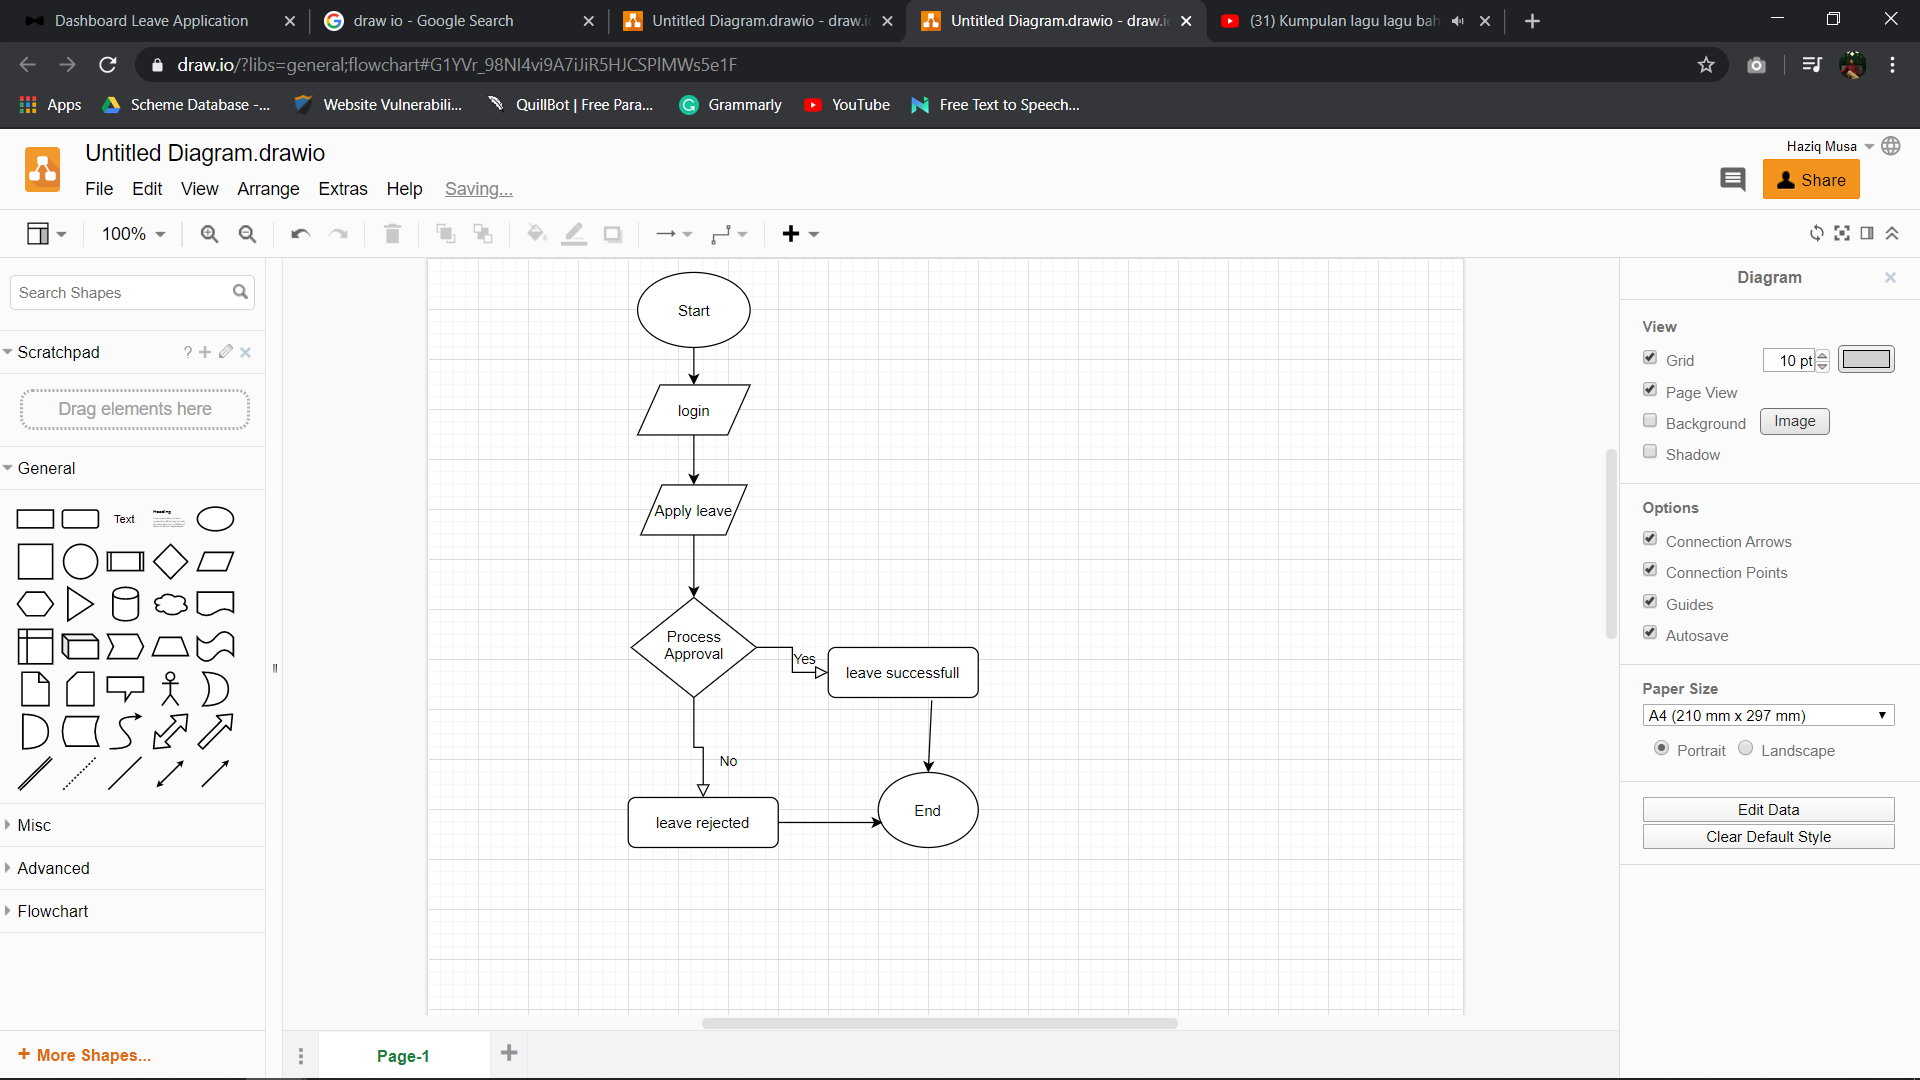 Dashboard Leave Application
draw io - Google Search
Untitled Diagram.drawio - draw.i
Untitled Diagram.drawio - draw.i
(31) Kumpulan lagu lagu bah
draw.io/?libs=general;flowchart#G1YVr_98NI4vi9A7iJiR5HJCSPlMWs5e1F
Apps
Scheme Database -...
Website Vulnerabili...
QuillBot | Free Para...
Grammarly
YouTube
Free Text to Speech...
Untitled Diagram.drawio
Haziq Musa
File Edit View Arrange Extras Help Saving...
Share
100%
Search Shapes
Scratchpad
?
Drag elements here
General
Text
Heading
Misc
Advanced
Flowchart
+ More Shapes...
Start
login
Apply leave
Process
Approval
Yes
leave successfull
No
leave rejected
End
Page-1
Diagram
View
Grid
10 pt
Page View
Background
Image
Shadow
Options
Connection Arrows
Connection Points
Guides
Autosave
Paper Size
A4 (210 mm x 297 mm)
Portrait Landscape
Edit Data
Clear Default Style